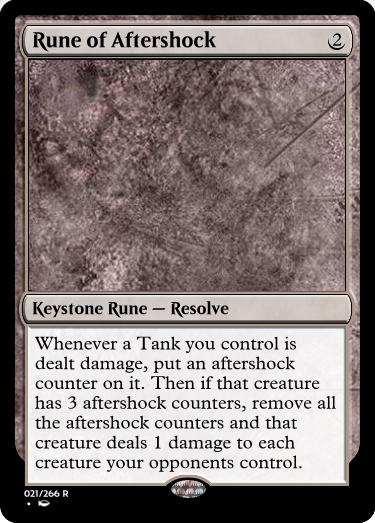 Rune of Aftershock 2
Keystone Rune — Resolve
Whenever a Tank you control is
dealt damage, put an aftershock
counter on it. Then if that creature
has 3 aftershock counters, remove all
the aftershock counters and that
creature deals 1 damage to each
creature your opponents control.
021/266 R